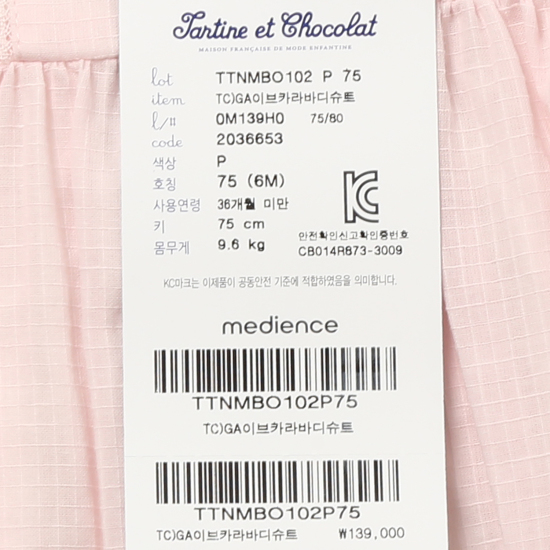 Tartine et Chocolat
MAISON FRANÇAISE DE MODE ENFANTINE
lot TTNMBO102 P 75
item TC)GA이브카라바디슈트
l/# 0M139H0 75/80
code 2036653
색상 P
호칭 75 (6M)
사용연령 36개월 미만
키 75 cm
몸무게 9.6 kg
KC
안전확인신고확인증번호
CB014R873-3009
KC마크는 이제품이 공통안전 기준에 적합하였음을 의미합니다.
medience
TTNMBO102P75
TC)GA이브카라바디슈트
TTNMBO102P75
TC)GA이브카라바디슈트 ₩139,000